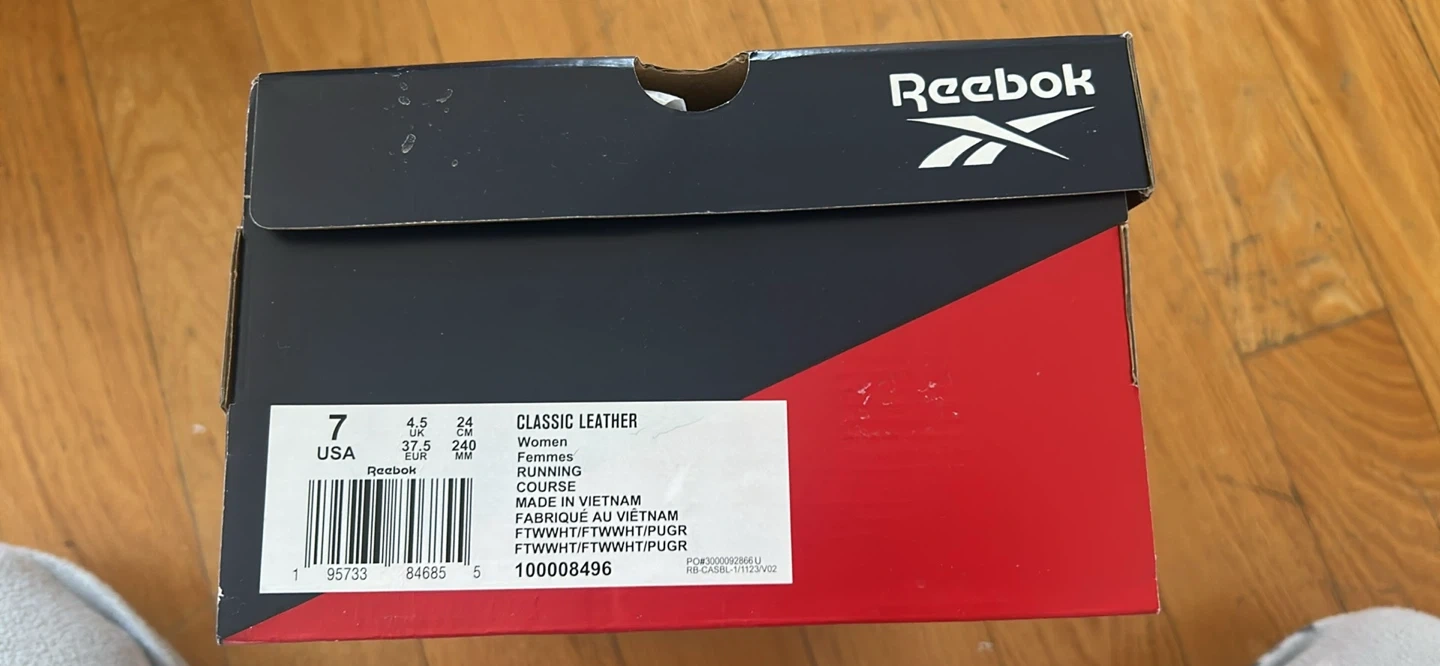 Reebok
7
USA
4.5
UK
37.5
EUR
24
CM
240
MM
Reebok
1 95733 84685 5
CLASSIC LEATHER
Women
Femmes
RUNNING
COURSE
MADE IN VIETNAM
FABRIQUÉ AU VIÊTNAM
FTWWHT/FTWWHT/PUGR
FTWWHT/FTWWHT/PUGR
100008496
PO#3000092866 U
RB-CASBL-1/1123/V02